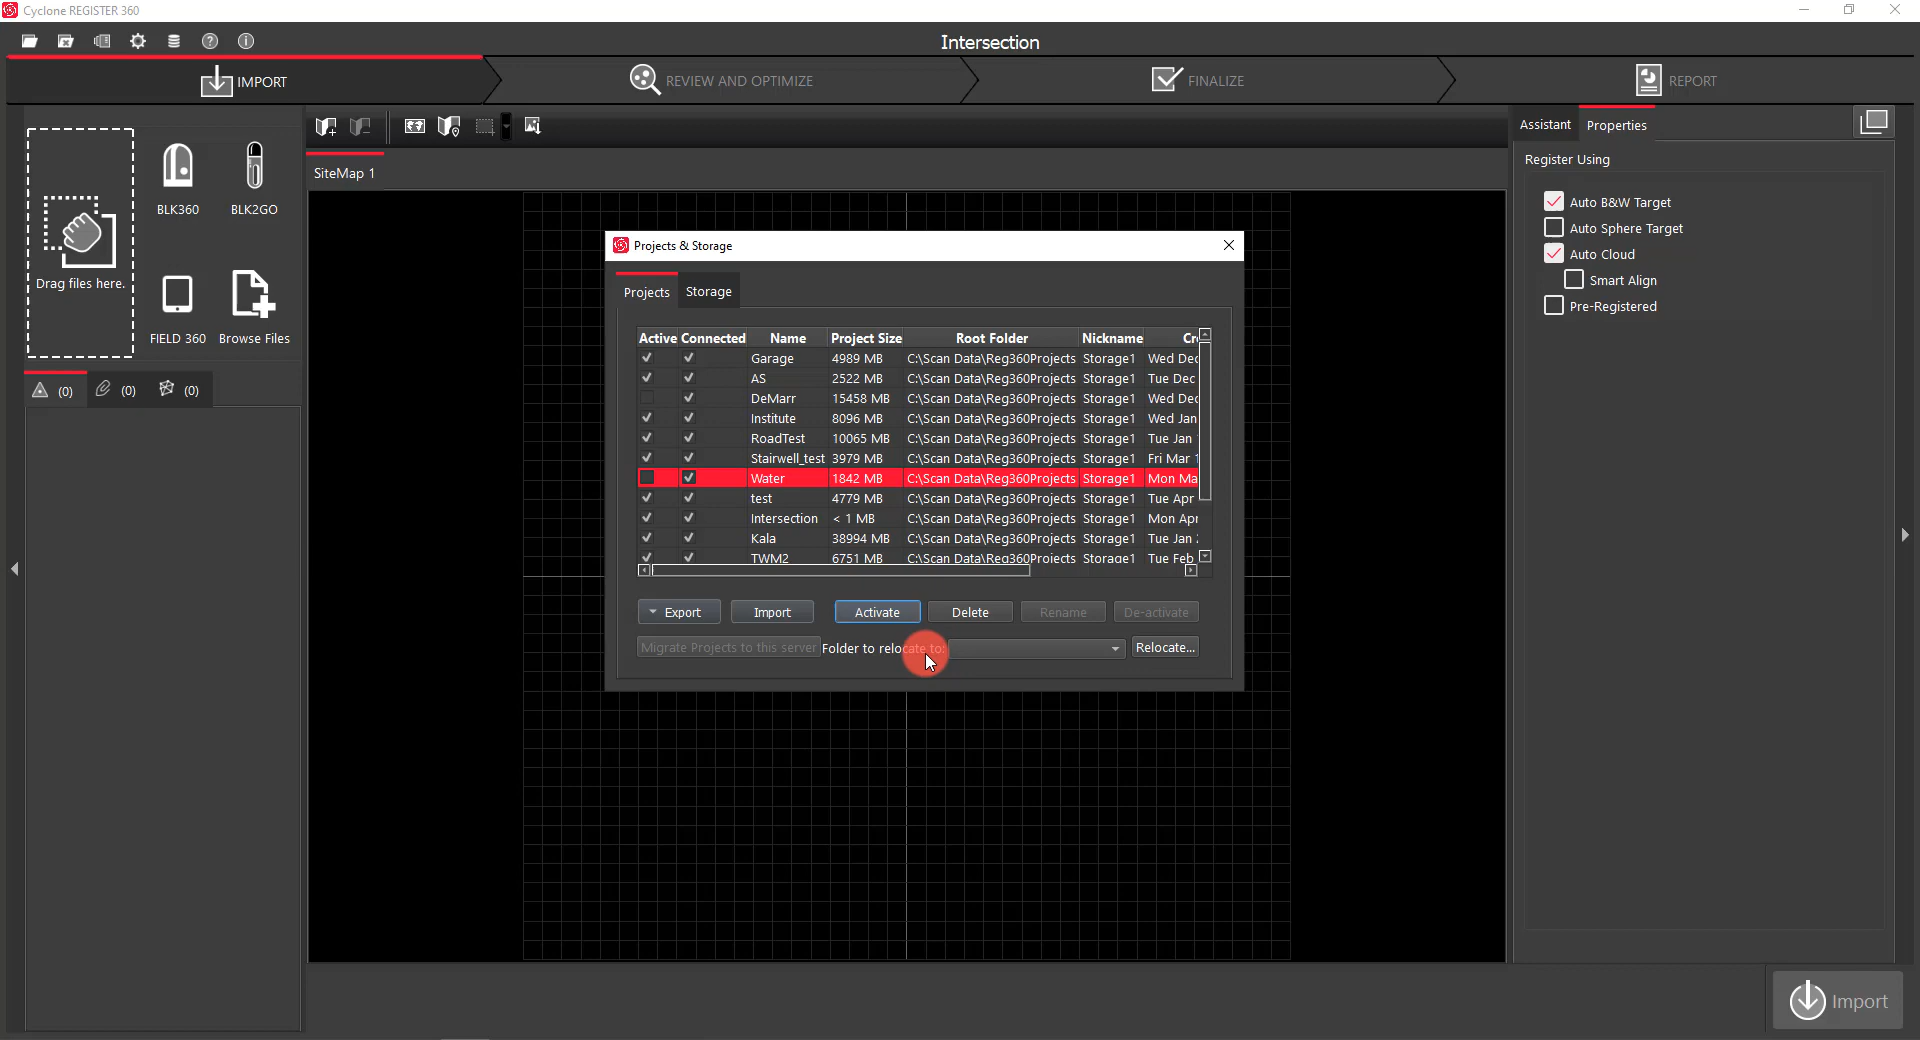 Cyclone REGISTER 360
Intersection
IMPORT
REVIEW AND OPTIMIZE
FINALIZE
REPORT
Drag files here.
BLK360
BLK2GO
FIELD 360
Browse Files
(0)
(0)
(0)
SiteMap 1
Projects & Storage
Projects
Storage
Active Connected Name Project Size Root Folder Nickname Cr
Garage 4989 MB C:\Scan Data\Reg360Projects Storage1 Wed Dec
AS 2522 MB C:\Scan Data\Reg360Projects Storage1 Tue Dec
DeMarr 15458 MB C:\Scan Data\Reg360Projects Storage1 Wed Dec
Institute 8096 MB C:\Scan Data\Reg360Projects Storage1 Wed Jan
RoadTest 10065 MB C:\Scan Data\Reg360Projects Storage1 Tue Jan
Stairwell_test 3979 MB C:\Scan Data\Reg360Projects Storage1 Fri Mar 1
Water 1842 MB C:\Scan Data\Reg360Projects Storage1 Mon Ma
test 4779 MB C:\Scan Data\Reg360Projects Storage1 Tue Apr
Intersection < 1 MB C:\Scan Data\Reg360Projects Storage1 Mon Apr
Kala 38994 MB C:\Scan Data\Reg360Projects Storage1 Tue Jan
TWM2 6751 MB C:\Scan Data\Reg360Projects Storage1 Tue Feb
Export
Import
Activate
Delete
Rename
De-activate
Migrate Projects to this server
Folder to relocate to:
Relocate...
Assistant
Properties
Register Using
Auto B&W Target
Auto Sphere Target
Auto Cloud
Smart Align
Pre-Registered
Import